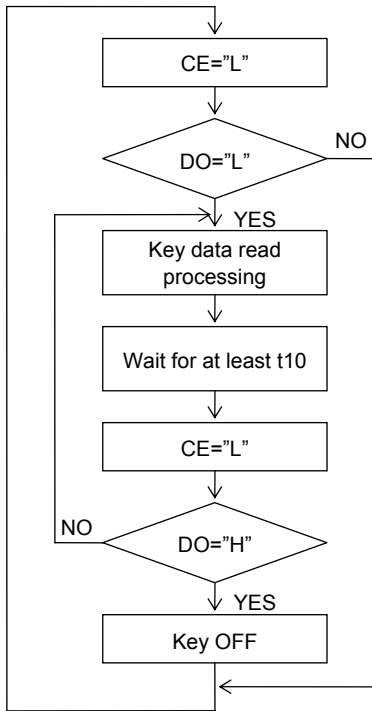 CE=”L”
DO=”L”
NO
YES
Key data read
processing
Wait for at least t10
CE=”L”
DO=”H”
NO
YES
Key OFF